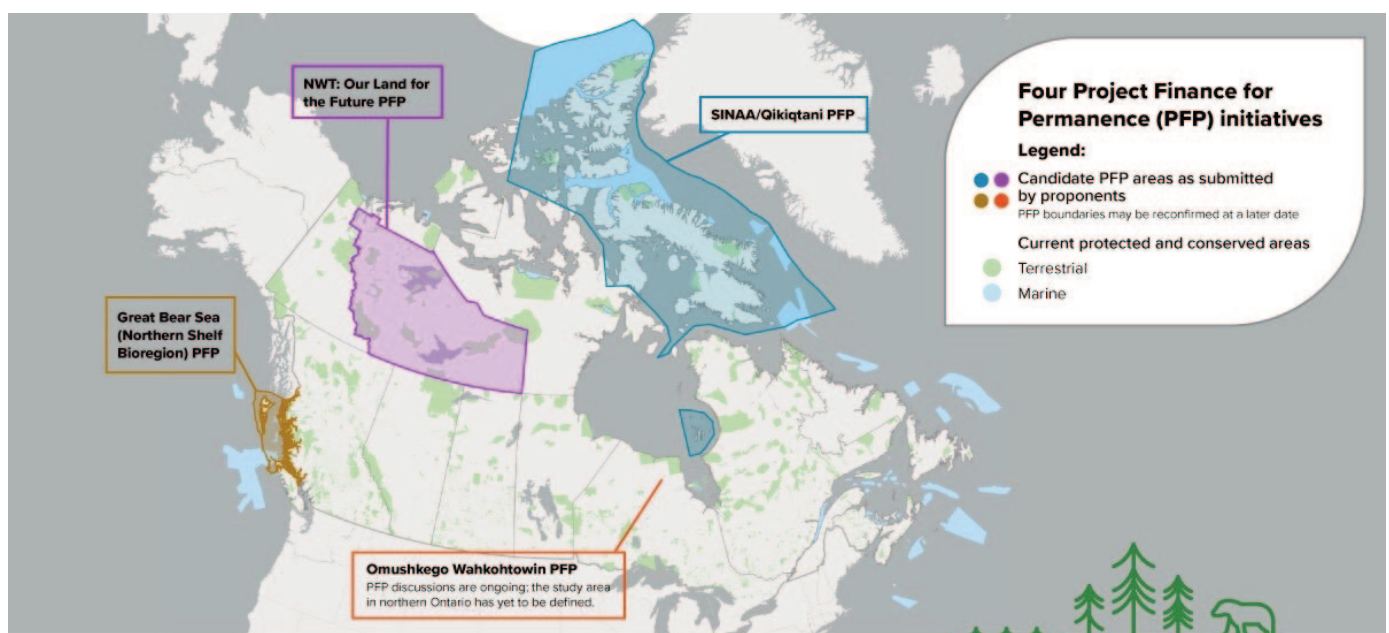 NWT: Our Land for
the Future PFP
SINAA/Qikiqtani PFP
Four Project Finance for
Permanence (PFP) initiatives
Legend:
Candidate PFP areas as submitted
by proponents
PFP boundaries may be reconfirmed at a later date
Current protected and conserved areas
Terrestrial
Marine
Great Bear Sea
(Northern Shelf
Bioregion) PFP
Omushkego Wahkohtowin PFP
PFP discussions are ongoing; the study area
in northern Ontario has yet to be defined.